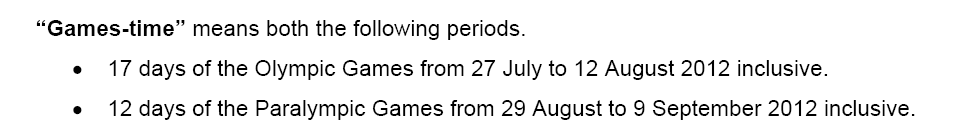 “Games-time” means both the following periods.
• 17 days of the Olympic Games from 27 July to 12 August 2012 inclusive.
• 12 days of the Paralympic Games from 29 August to 9 September 2012 inclusive.